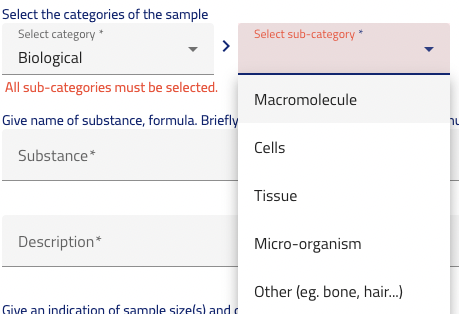 Select the categories of the sample
Select category *
Biological
Select sub-category *
All sub-categories must be selected.
Macromolecule
Cells
Tissue
Micro-organism
Other (eg. bone, hair...)
Give name of substance, formula. Briefly
Substance*
Description*
Give an indication of sample size(s) and